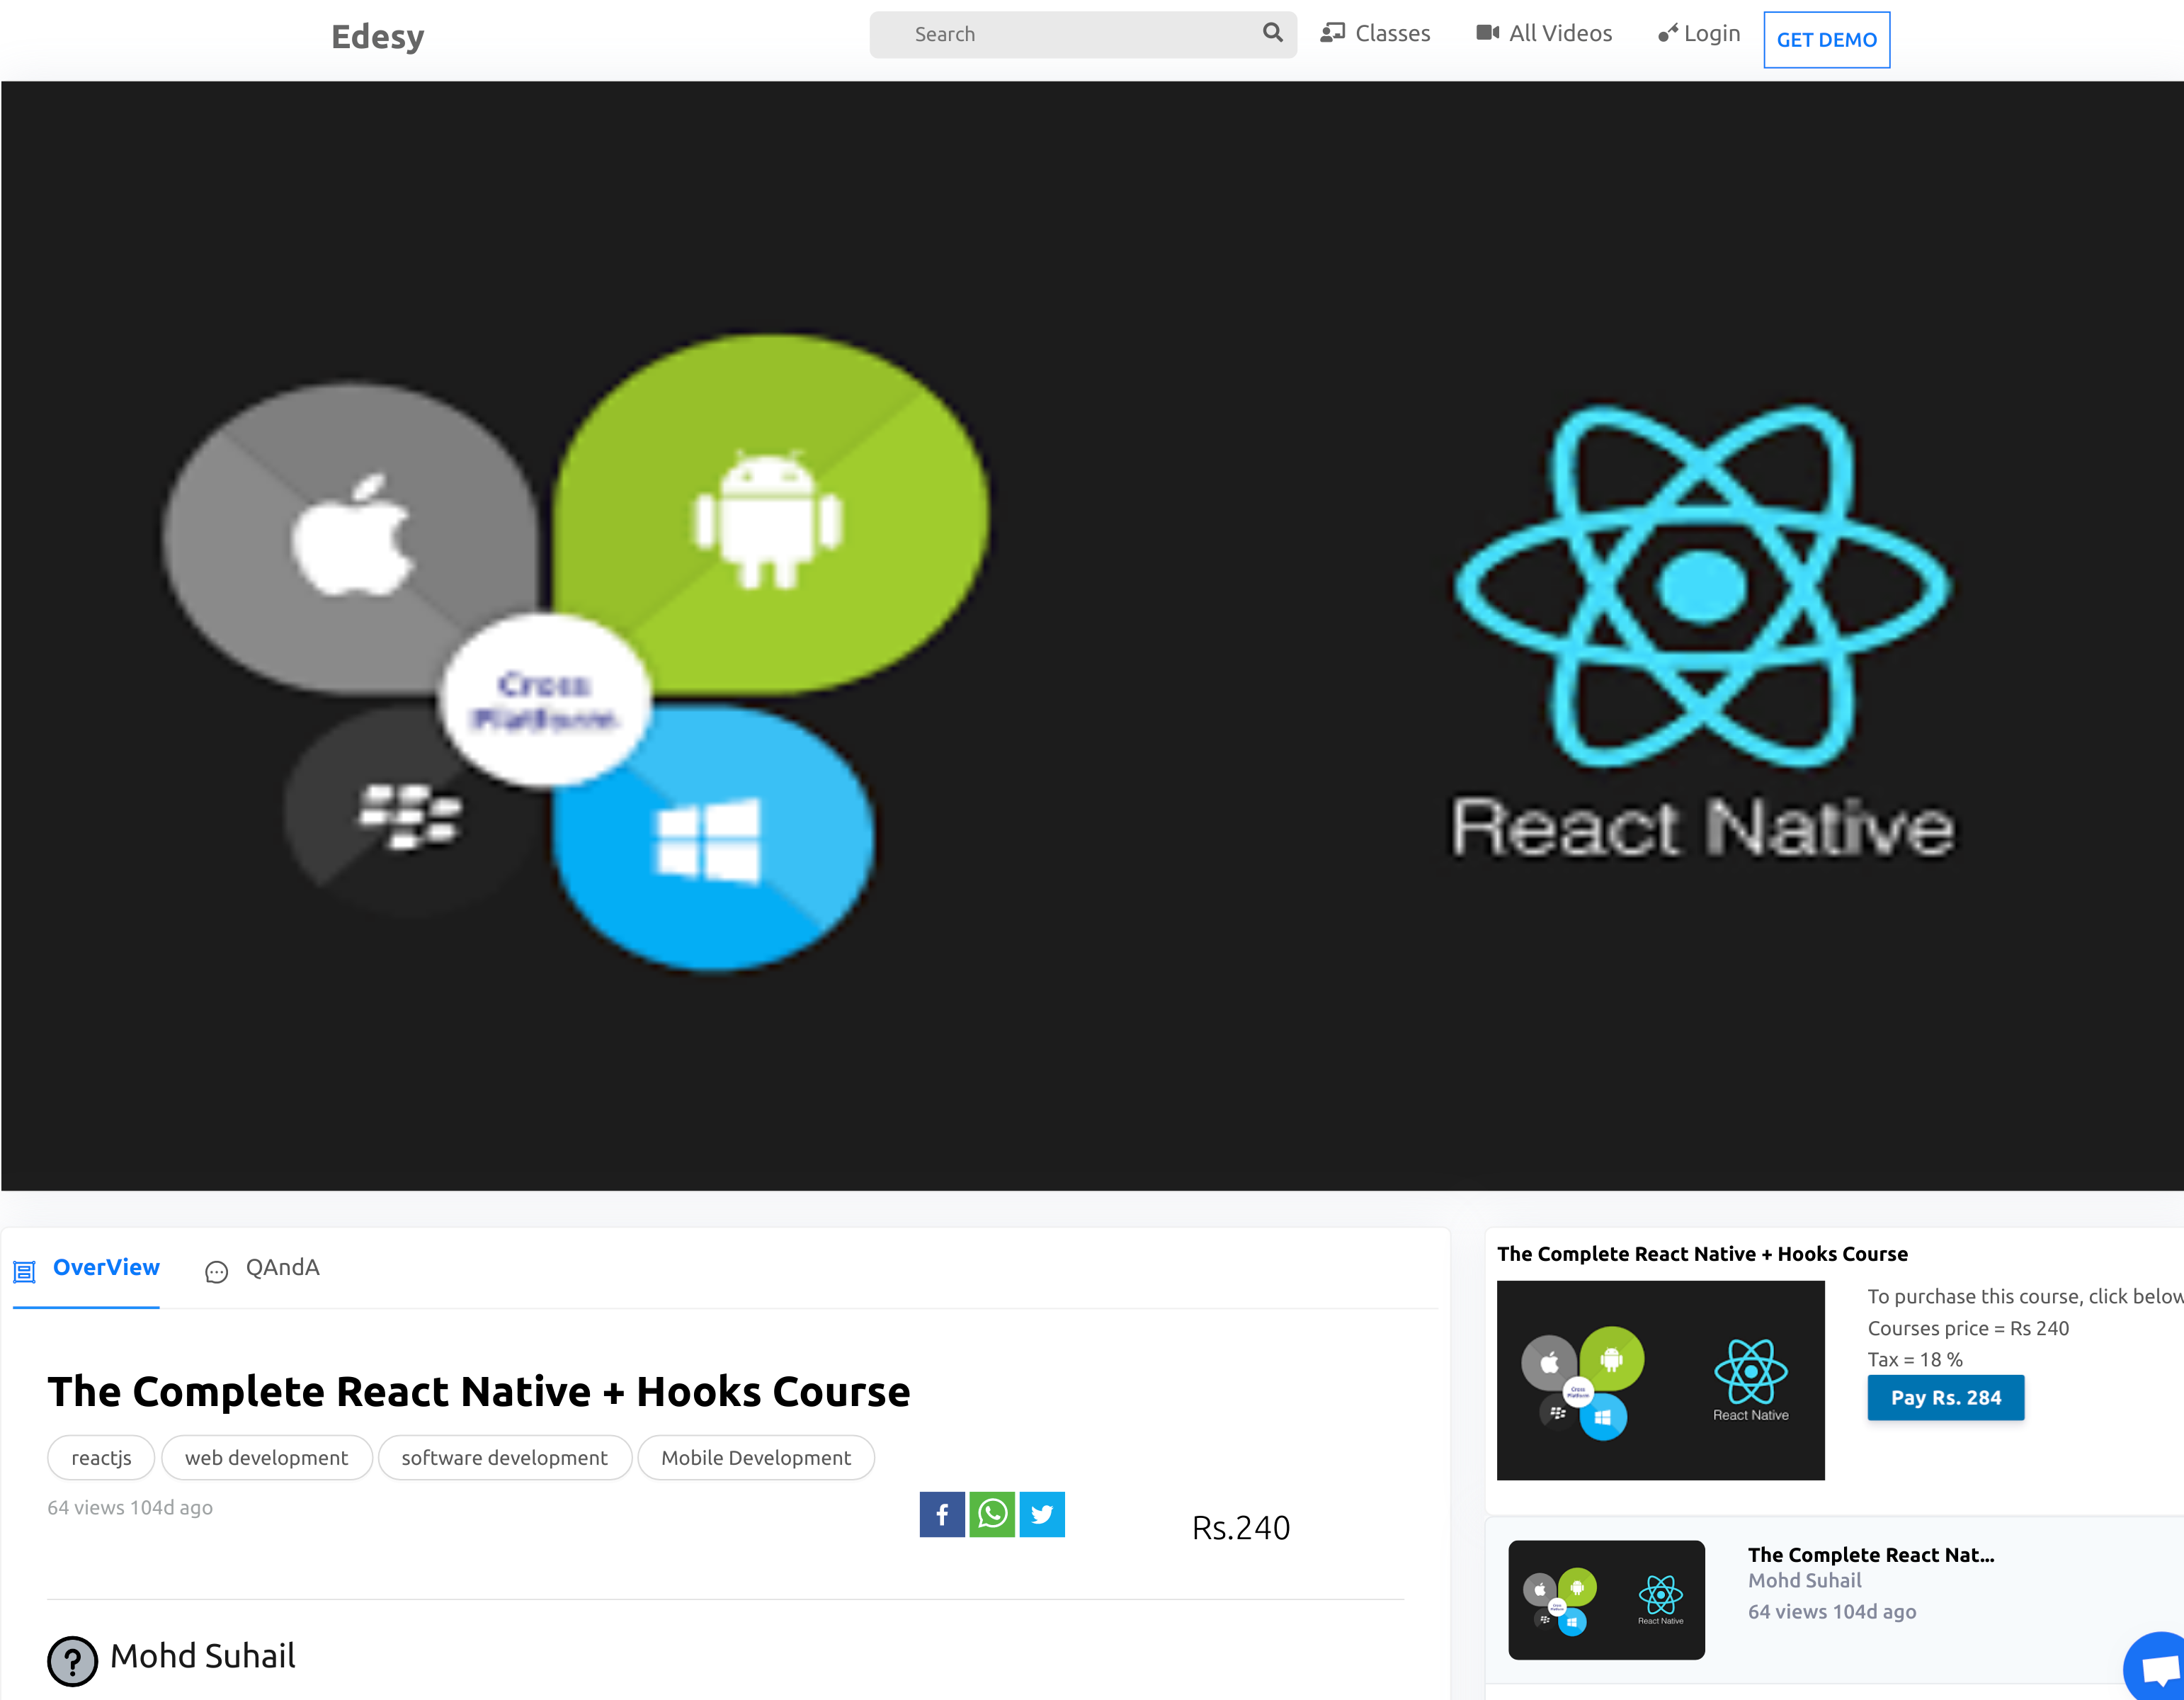 Edesy
Search
Classes
All Videos
Login
GET DEMO
Cross
Platform
React Native
OverView
QAndA
The Complete React Native + Hooks Course
reactjs
web development
software development
Mobile Development
64 views 104d ago
Rs.240
Mohd Suhail
The Complete React Native + Hooks Course
Cross
Platform
React Native
To purchase this course, click below
Courses price = Rs 240
Tax = 18 %
Pay Rs. 284
React Native
The Complete React Nat...
Mohd Suhail
64 views 104d ago